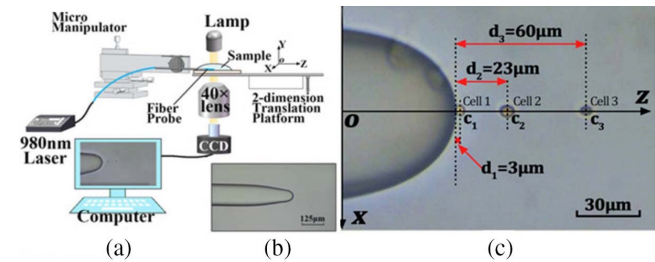 Micro
Manipulator
Lamp
Sample
Y
X
O
Z
Fiber
Probe
40×
lens
2-dimension
Translation
Platform
980nm
Laser
CCD
Computer
125μm
d₃=60μm
d₂=23μm
Cell 1
Cell 2
Cell 3
Z
O
c₁
c₂
c₃
d₁=3μm
30μm
X
(a)
(b)
(c)